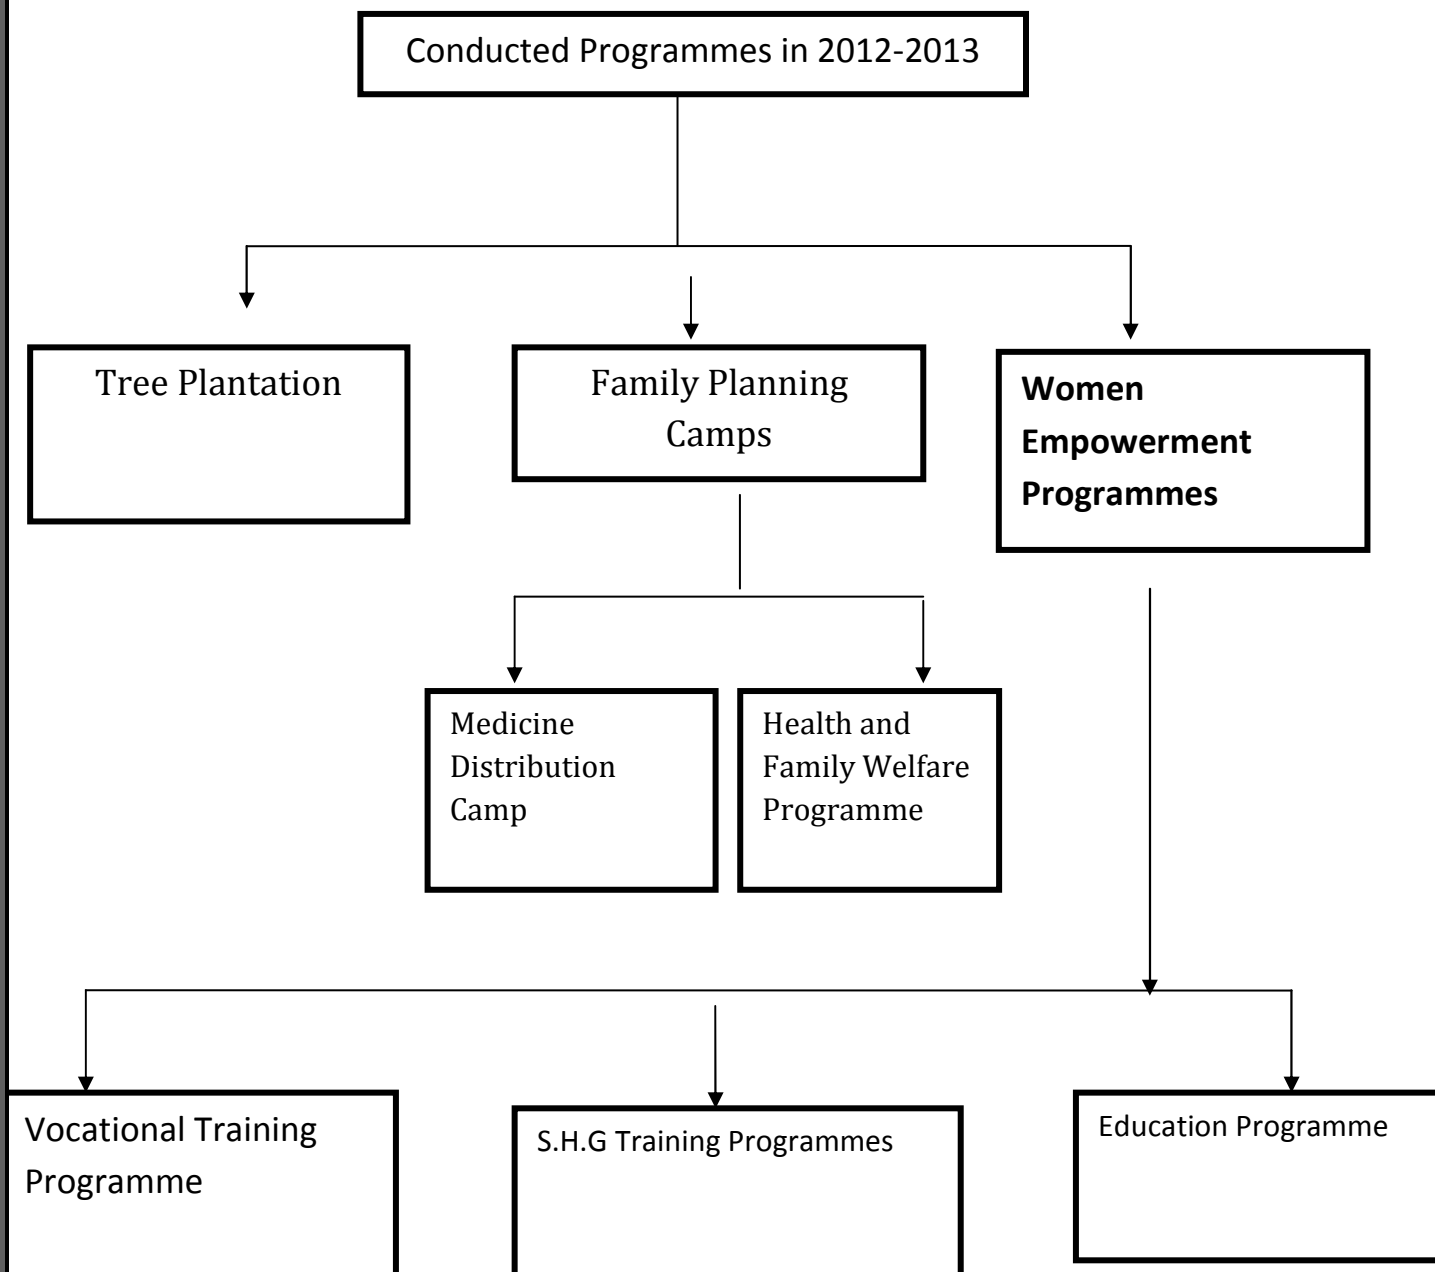 Conducted Programmes in 2012-2013
Tree Plantation
Family Planning
Camps
Women
Empowerment
Programmes
Medicine
Distribution
Camp
Health and
Family Welfare
Programme
Vocational Training
Programme
S.H.G Training Programmes
Education Programme